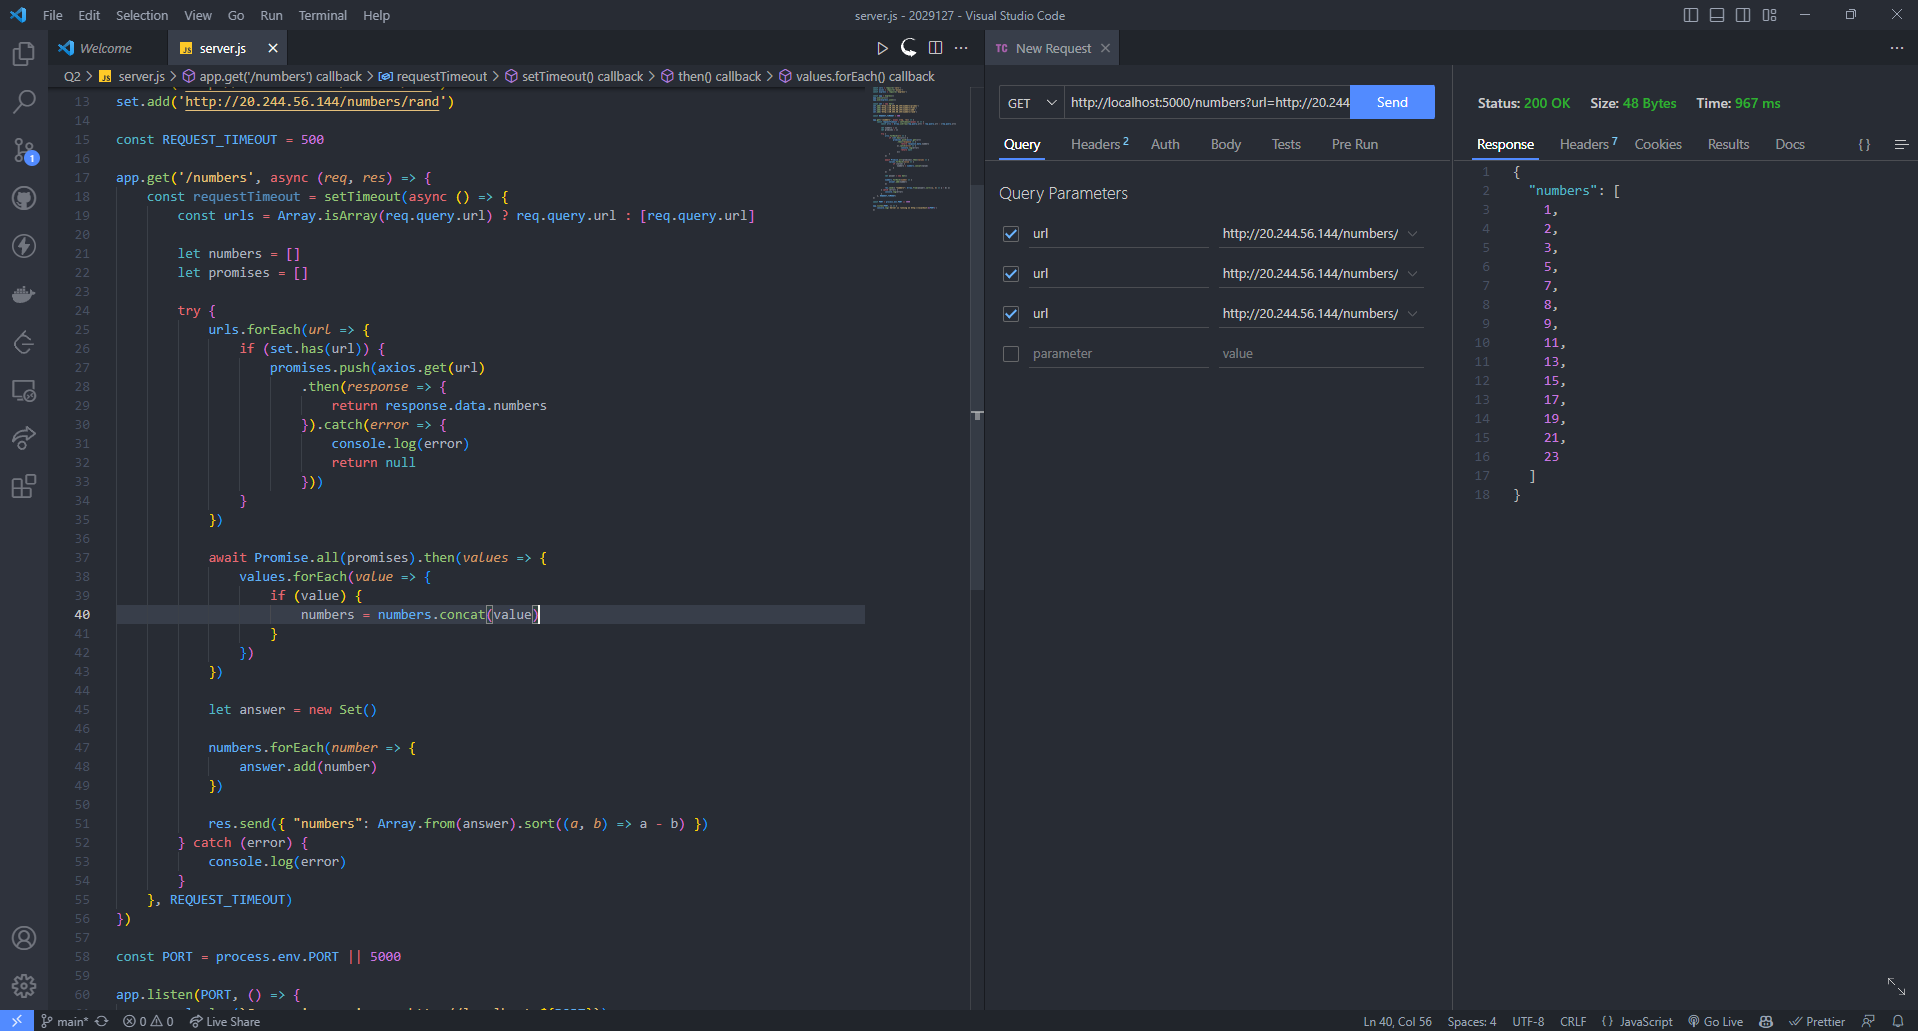 File Edit Selection View Go Run Terminal Help
server.js - 2029127 - Visual Studio Code
Welcome
JS server.js
TC New Request
Q2 > JS server.js > app.get('/numbers') callback > requestTimeout > setTimeout() callback > then() callback > values.forEach() callback
13 set.add('http://20.244.56.144/numbers/rand')
14
15 const REQUEST_TIMEOUT = 500
16
17 app.get('/numbers', async (req, res) => {
18 const requestTimeout = setTimeout(async () => {
19 const urls = Array.isArray(req.query.url) ? req.query.url : [req.query.url]
20
21 let numbers = []
22 let promises = []
23
24 try {
25 urls.forEach(url => {
26 if (set.has(url)) {
27 promises.push(axios.get(url)
28 .then(response => {
29 return response.data.numbers
30 }).catch(error => {
31 console.log(error)
32 return null
33 }))
34 }
35 })
36
37 await Promise.all(promises).then(values => {
38 values.forEach(value => {
39 if (value) {
40 numbers = numbers.concat(value)
41 }
42 })
43 })
44
45 let answer = new Set()
46
47 numbers.forEach(number => {
48 answer.add(number)
49 })
50
51 res.send({ "numbers": Array.from(answer).sort((a, b) => a - b) })
52 } catch (error) {
53 console.log(error)
54 }
55 }, REQUEST_TIMEOUT)
56 })
57
58 const PORT = process.env.PORT || 5000
59
60 app.listen(PORT, () => {
GET http://localhost:5000/numbers?url=http://20.244 Send
Query Headers 2 Auth Body Tests Pre Run
Query Parameters
url http://20.244.56.144/numbers/
url http://20.244.56.144/numbers/
url http://20.244.56.144/numbers/
parameter value
Status: 200 OK Size: 48 Bytes Time: 967 ms
Response Headers 7 Cookies Results Docs {}
1 {
2 "numbers": [
3 1,
4 2,
5 3,
6 5,
7 7,
8 8,
9 9,
10 11,
11 13,
12 15,
13 17,
14 19,
15 21,
16 23
17 ]
18 }
1
main* 0 0 Live Share
Ln 40, Col 56 Spaces: 4 UTF-8 CRLF {} JavaScript Go Live Prettier